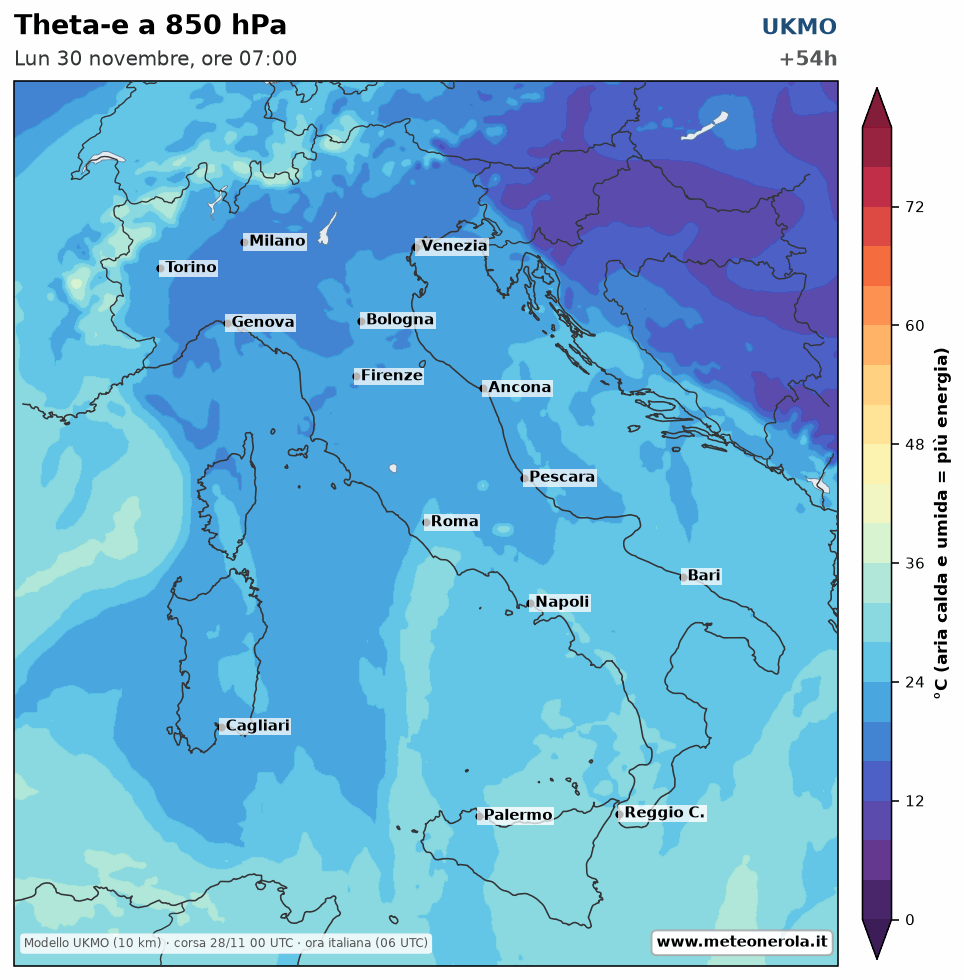 Theta-e a 850 hPa
UKMO
Lun 30 novembre, ore 07:00
+54h
Milano
Venezia
Torino
Genova
Bologna
Firenze
Ancona
Pescara
Roma
Bari
Napoli
Cagliari
Palermo
Reggio C.
72
60
48
36
24
12
0
°C (aria calda e umida = più energia)
Modello UKMO (10 km) · corsa 28/11 00 UTC · ora italiana (06 UTC)
www.meteonerola.it